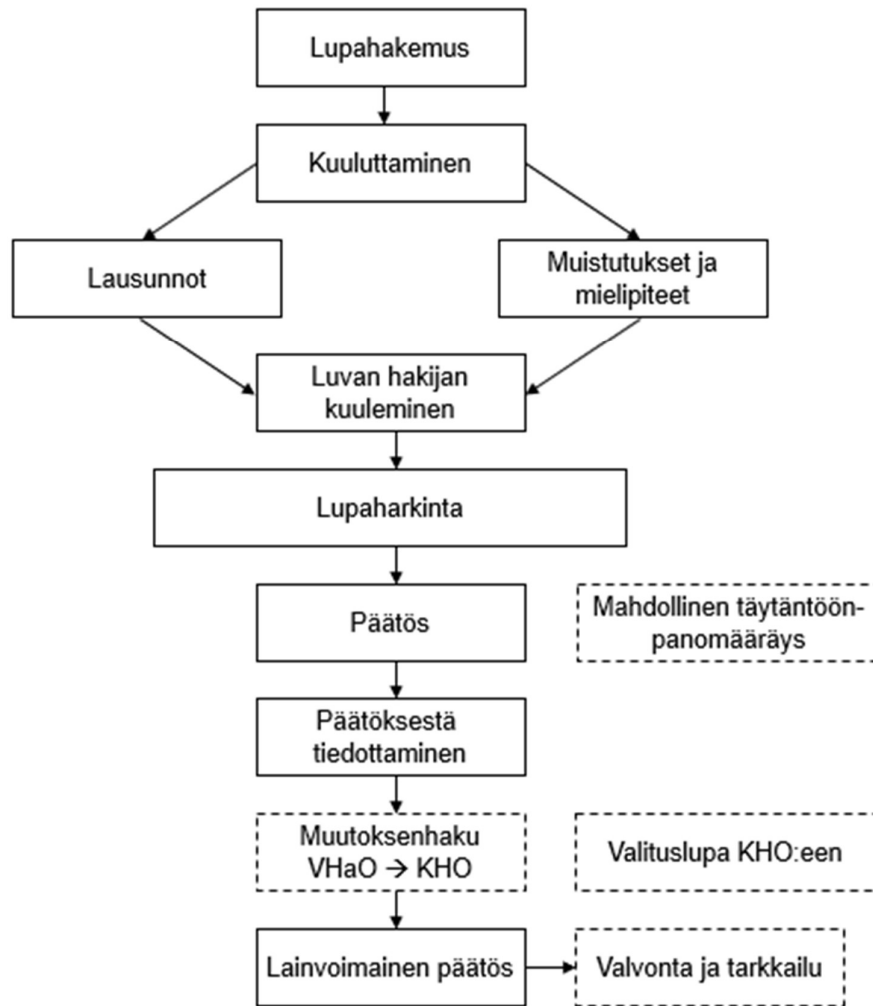 Lupahakemus
Kuuluttaminen
Lausunnot
Muistutukset ja
mielipiteet
Luvan hakijan
kuuleminen
Lupaharkinta
Päätös
Mahdollinen täytäntöön-
panomääräys
Päätöksestä
tiedottaminen
Muutoksenhaku
VHaO → KHO
Valituslupa KHO:een
Lainvoimainen päätös
Valvonta ja tarkkailu